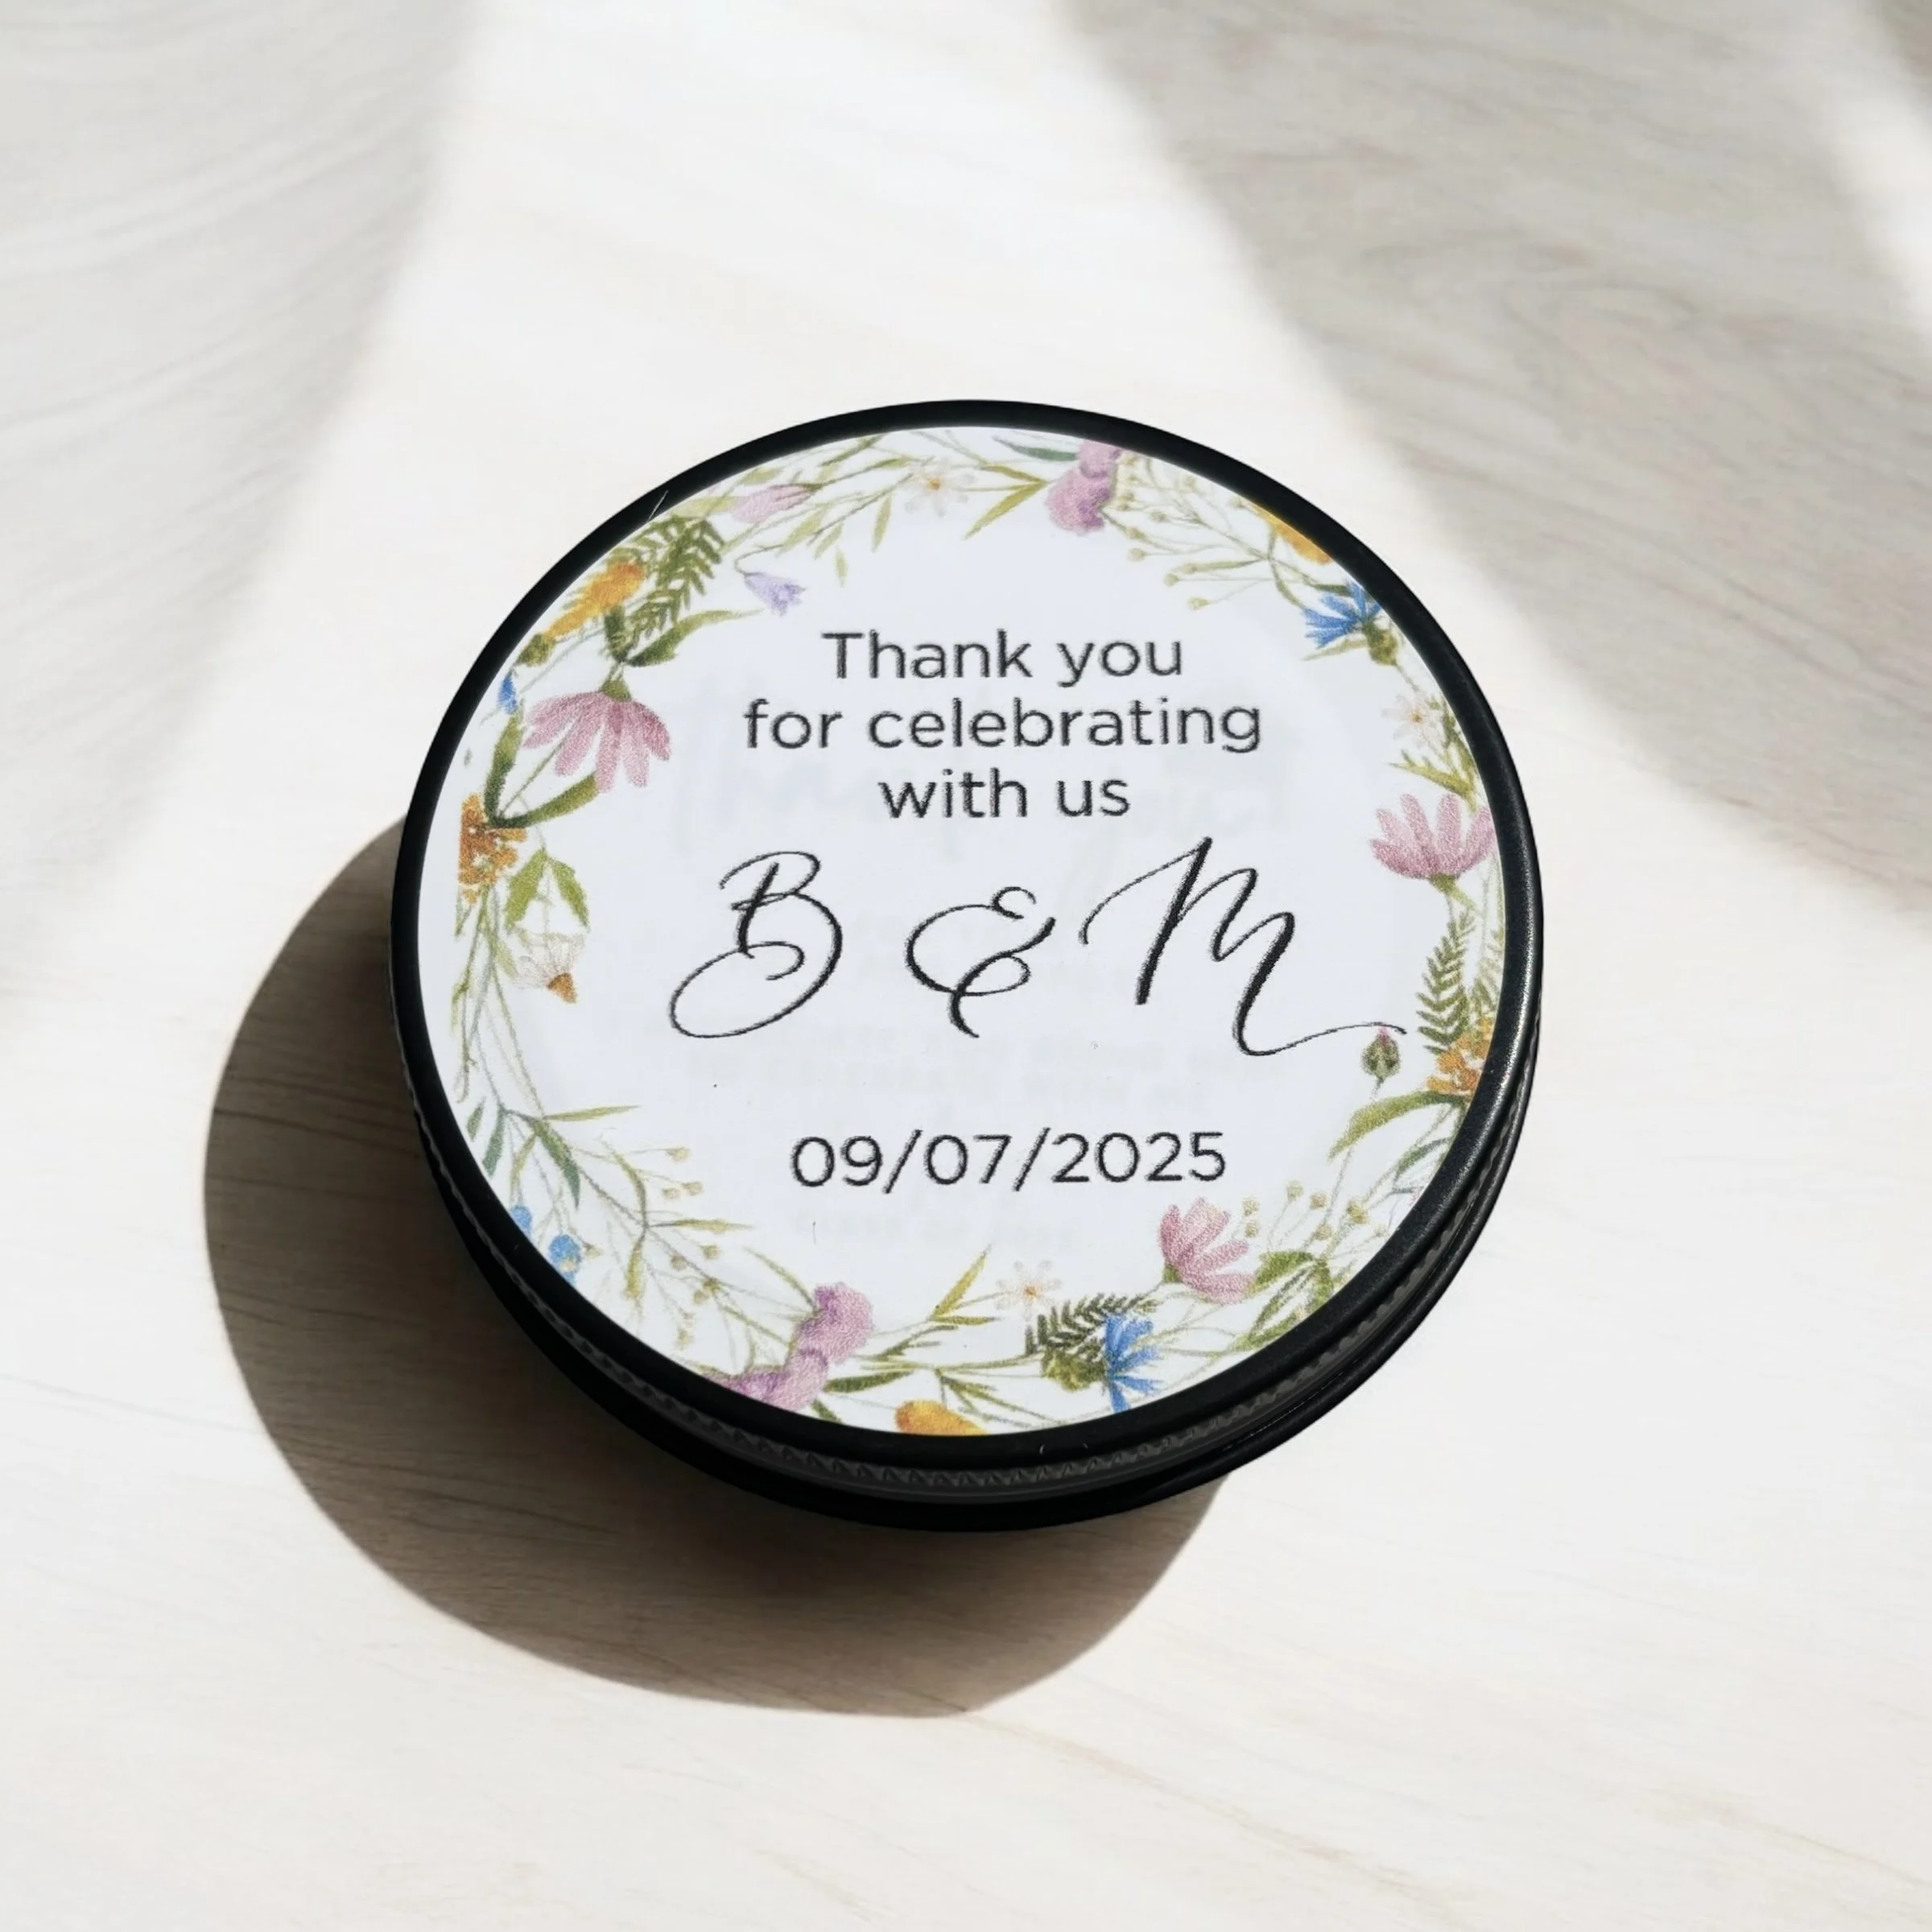 Thank you
for celebrating
with us
B & M
09/07/2025